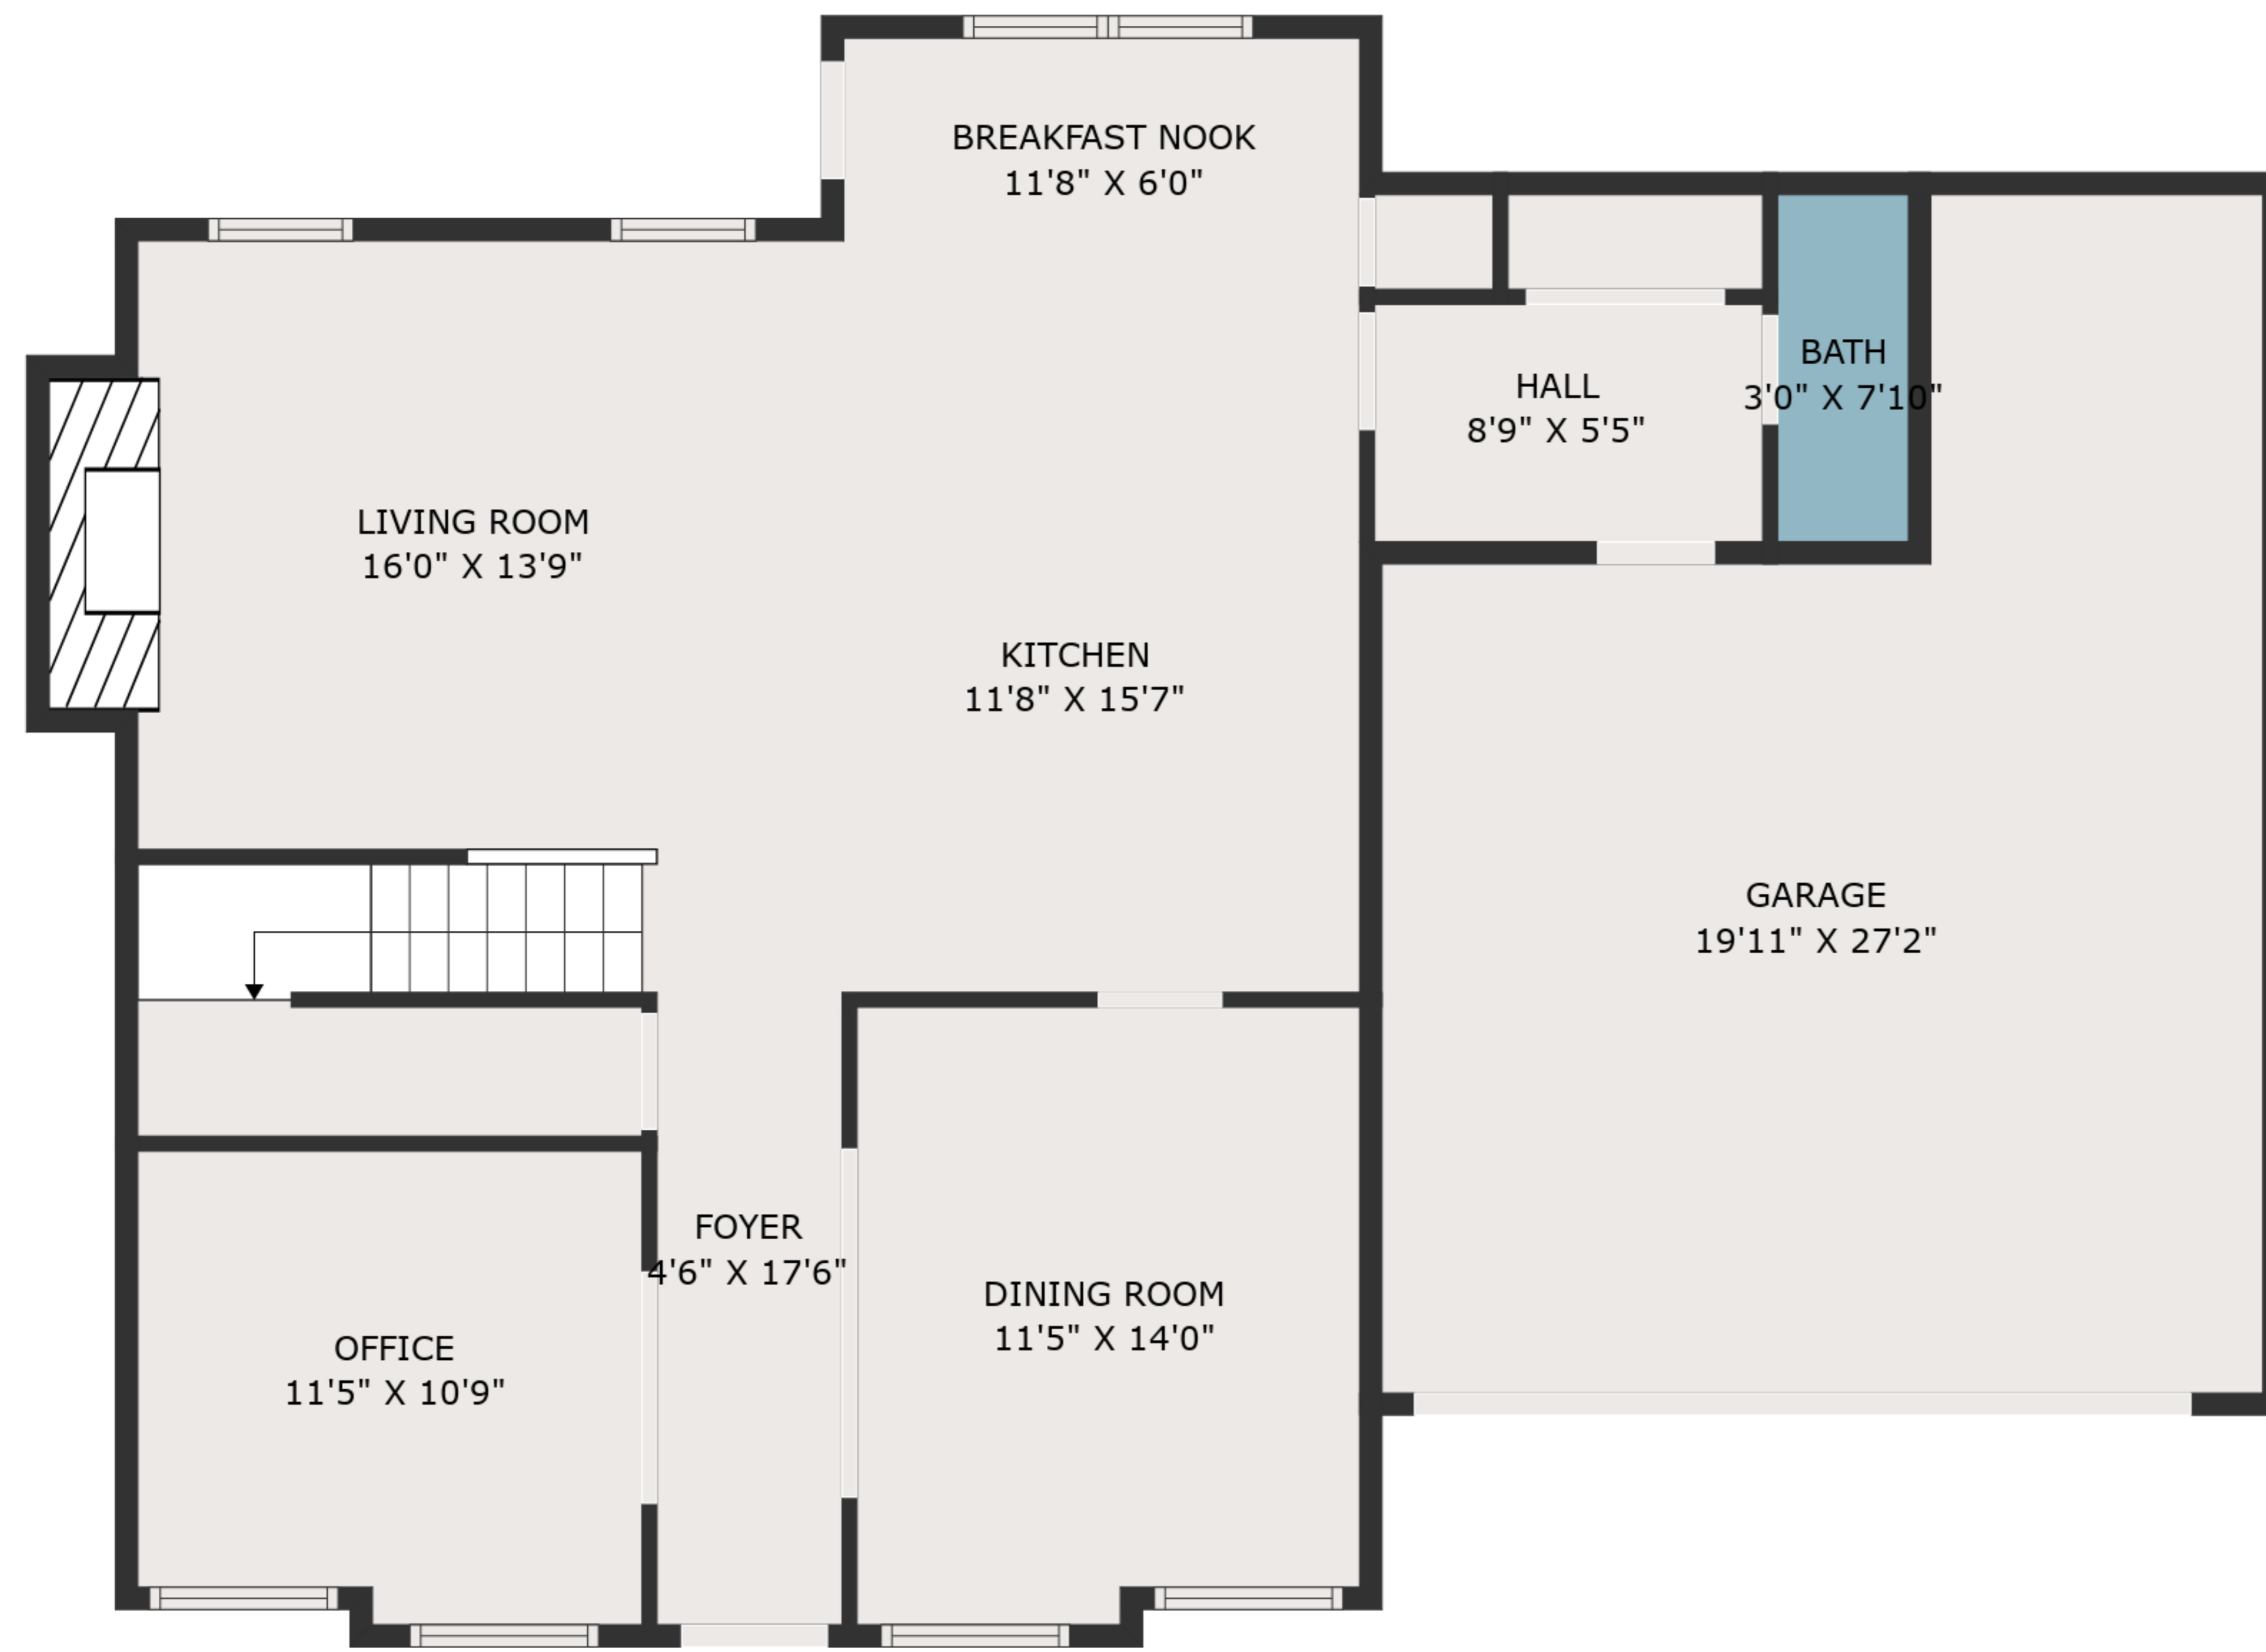 BREAKFAST NOOK
11'8" X 6'0"
BATH
3'0" X 7'10"
HALL
8'9" X 5'5"
LIVING ROOM
16'0" X 13'9"
KITCHEN
11'8" X 15'7"
GARAGE
19'11" X 27'2"
FOYER
4'6" X 17'6"
DINING ROOM
11'5" X 14'0"
OFFICE
11'5" X 10'9"